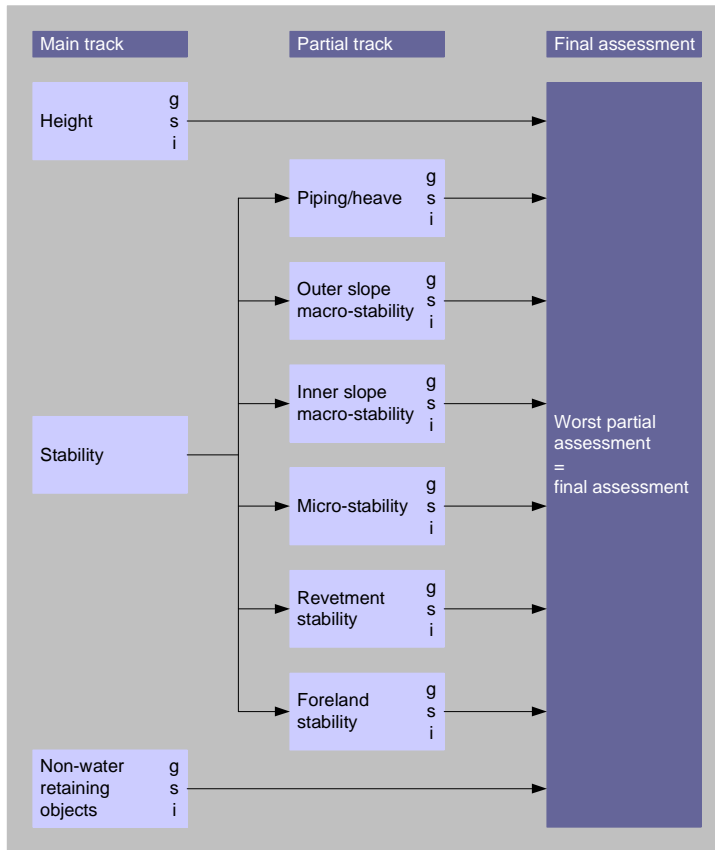 Main track
Partial track
Final assessment
Height
g
s
i
Piping/heave
g
s
i
Outer slope
macro-stability
g
s
i
Inner slope
macro-stability
g
s
i
Stability
Micro-stability
g
s
i
Revetment
stability
g
s
i
Foreland
stability
g
s
i
Non-water
retaining
objects
g
s
i
Worst partial
assessment
=
final assessment